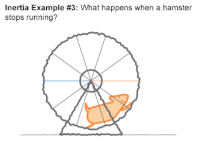 Inertia Example #3: What happens when a hamster
stops running?